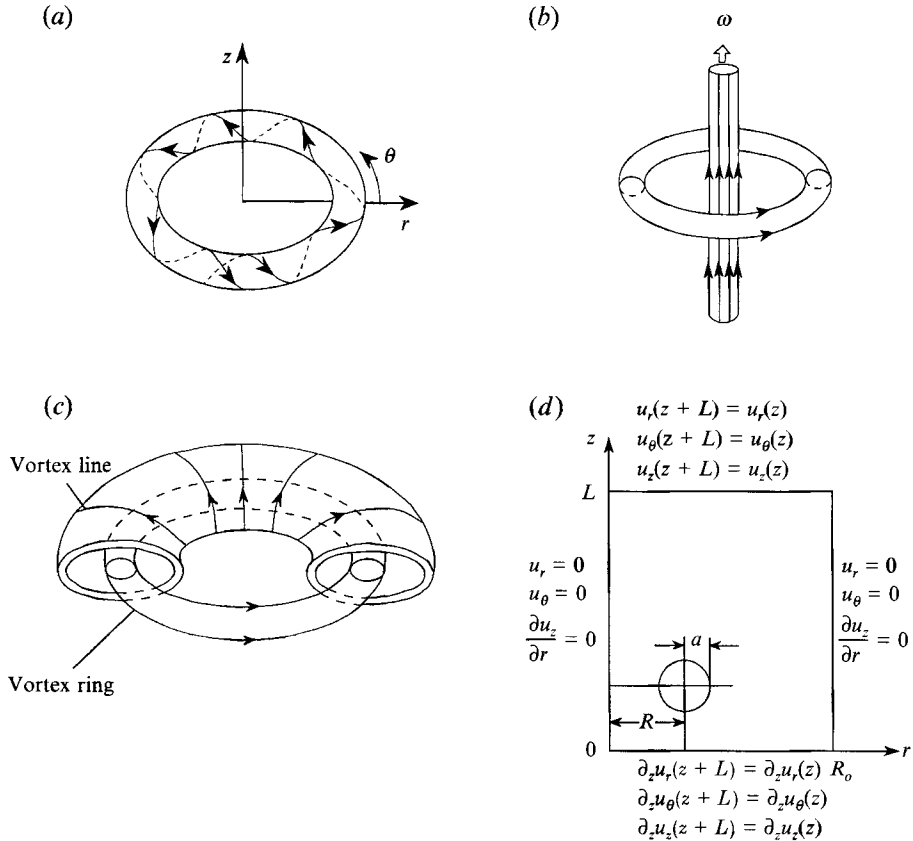 (a)
z
θ
r
(b)
ω
(c)
Vortex line
Vortex ring
(d)
u_r(z + L) = u_r(z)
u_θ(z + L) = u_θ(z)
u_z(z + L) = u_z(z)
z
L
u_r = 0
u_θ = 0
∂u_z/∂r = 0
u_r = 0
u_θ = 0
∂u_z/∂r = 0
a
R
0
r
∂_z u_r(z + L) = ∂_z u_r(z) R_o
∂_z u_θ(z + L) = ∂_z u_θ(z)
∂_z u_z(z + L) = ∂_z u_z(z)